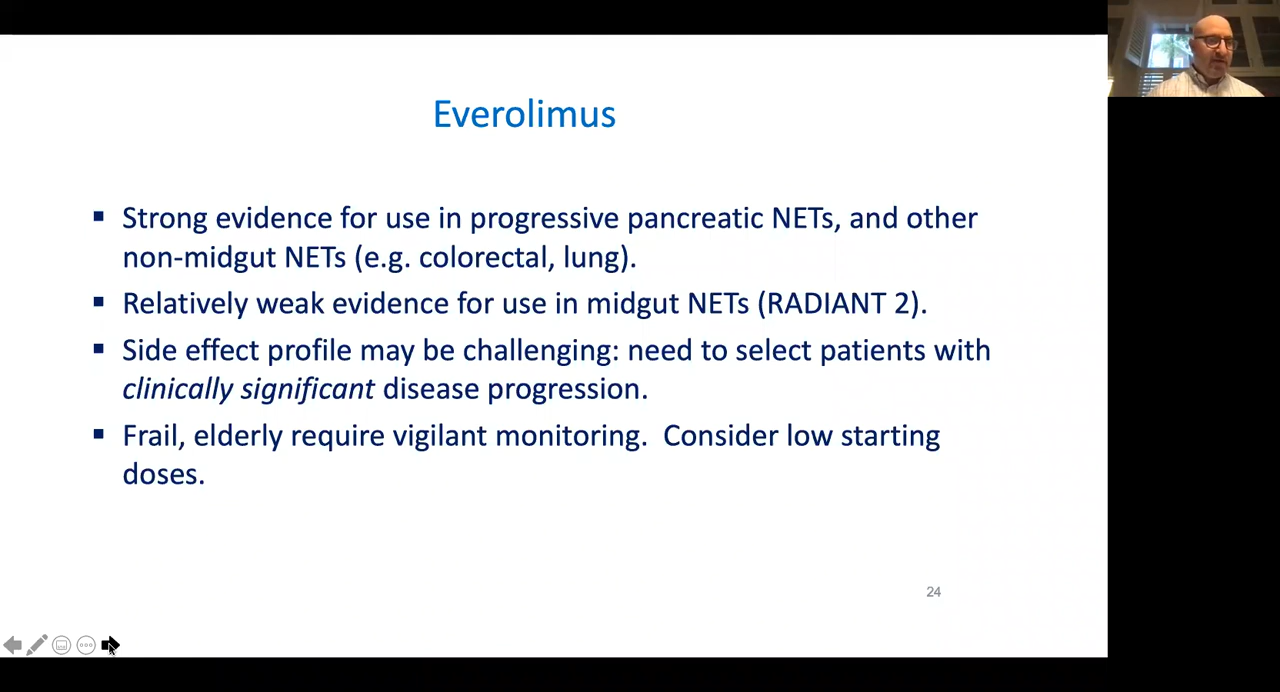 Everolimus
▪ Strong evidence for use in progressive pancreatic NETs, and other
non-midgut NETs (e.g. colorectal, lung).
▪ Relatively weak evidence for use in midgut NETs (RADIANT 2).
▪ Side effect profile may be challenging: need to select patients with
clinically significant disease progression.
▪ Frail, elderly require vigilant monitoring.  Consider low starting
doses.
24